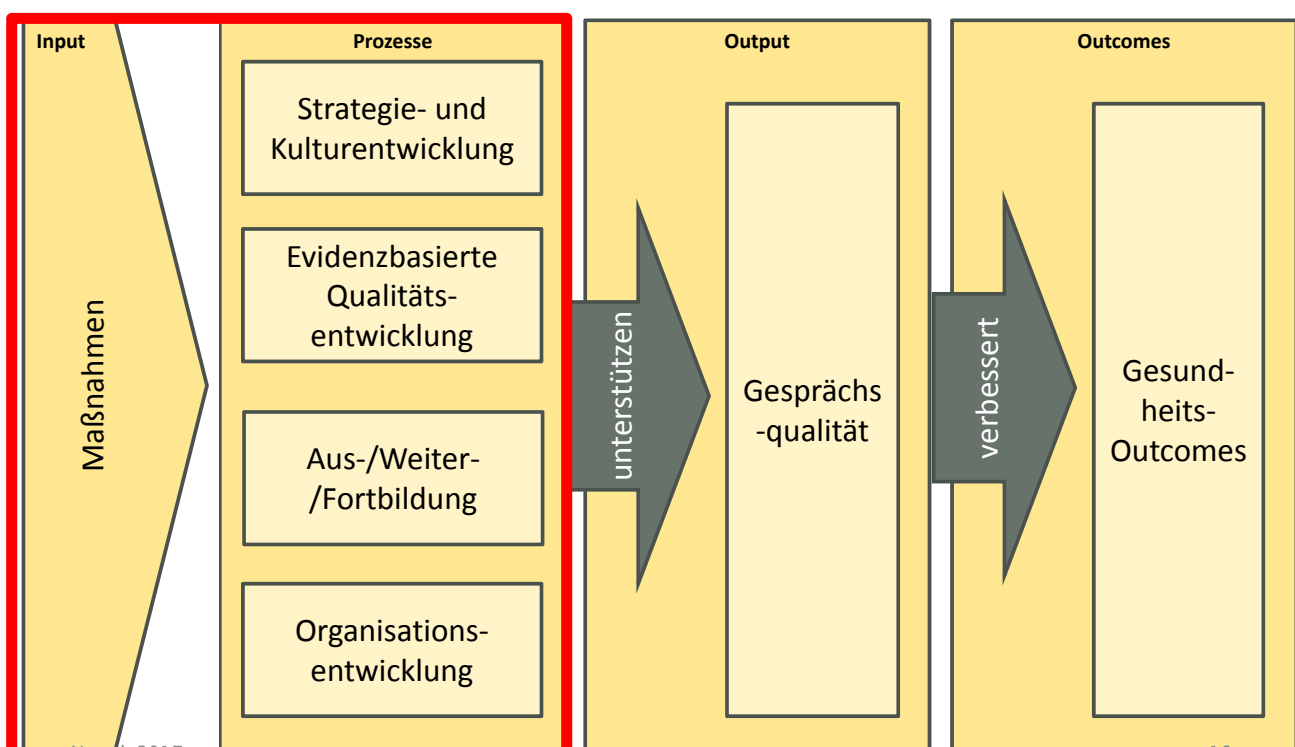 Input
Maßnahmen
Prozesse
Strategie- und
Kulturentwicklung
Evidenzbasierte
Qualitäts-
entwicklung
Aus-/Weiter-
/Fortbildung
Organisations-
entwicklung
unterstützen
Output
Gesprächs
-qualität
verbessert
Outcomes
Gesund-
heits-
Outcomes